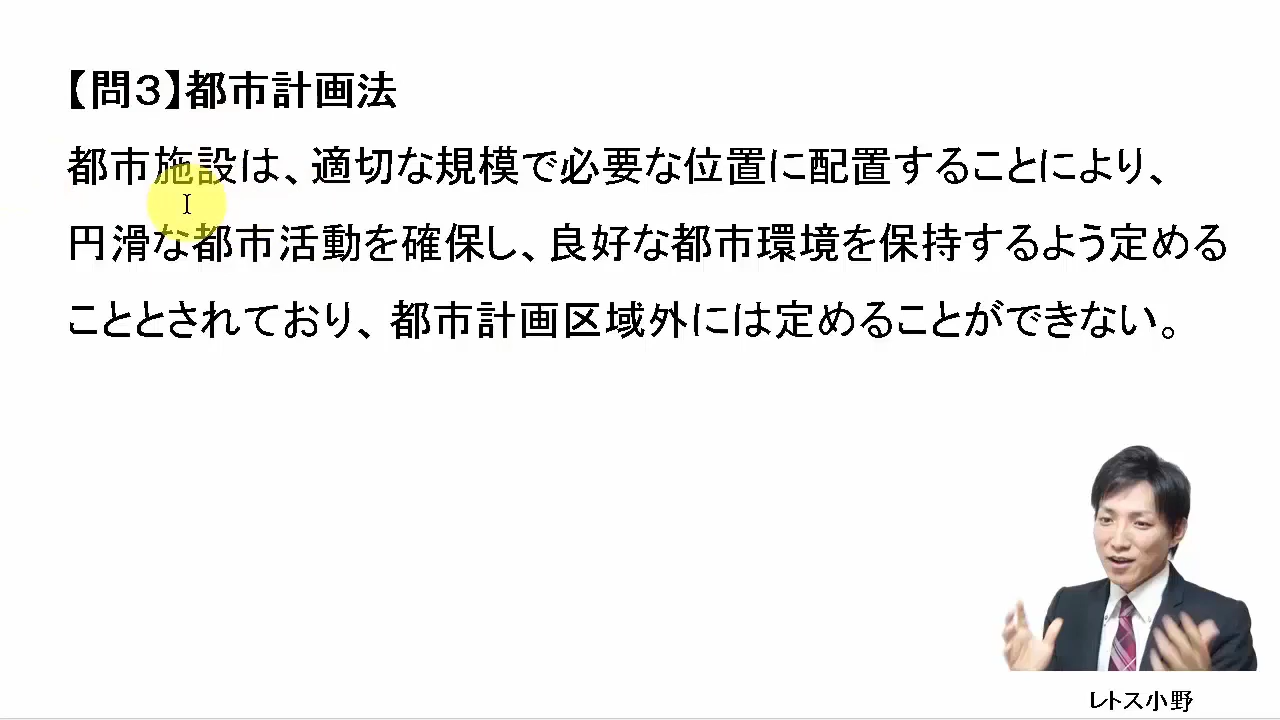 【問3】都市計画法
都市施設は、適切な規模で必要な位置に配置することにより、
円滑な都市活動を確保し、良好な都市環境を保持するよう定める
こととされており、都市計画区域外には定めることができない。
レトス小野